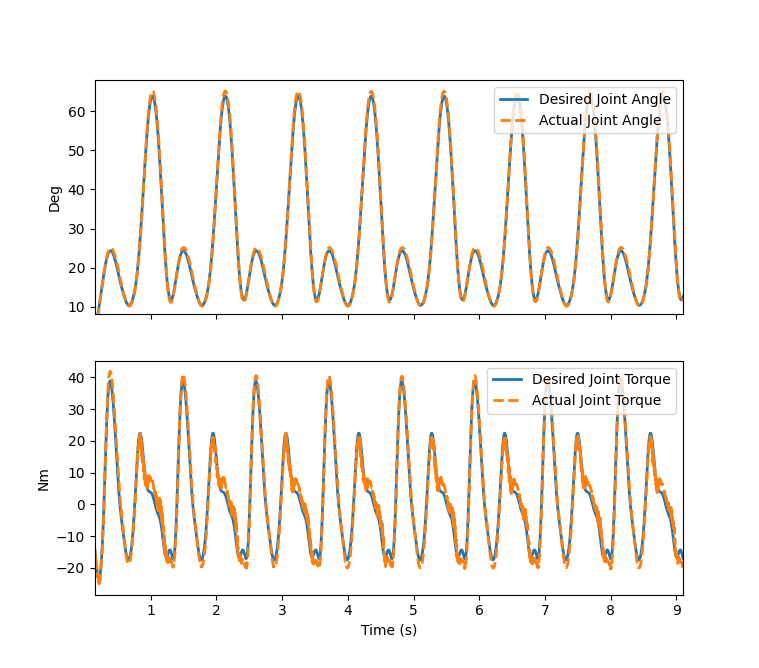 60
50
40
30
20
10
Deg
Desired Joint Angle
Actual Joint Angle
40
30
20
10
0
−10
−20
Nm
Desired Joint Torque
Actual Joint Torque
1 2 3 4 5 6 7 8 9
Time (s)